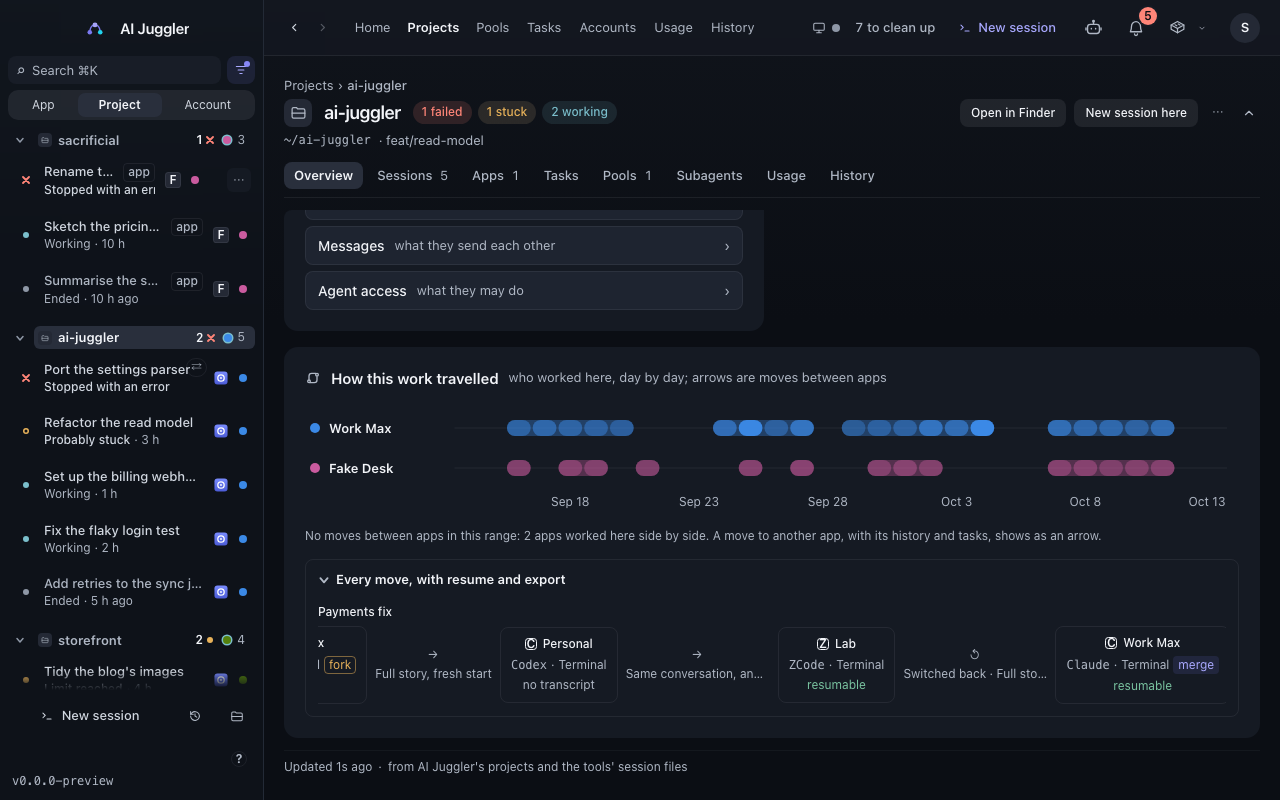 AI Juggler
Search ⌘K
App Project Account
sacrificial 1 3
Rename t... app F
Stopped with an err
Sketch the pricin... app F
Working · 10 h
Summarise the s... app F
Ended · 10 h ago
ai-juggler 2 5
Port the settings parser
Stopped with an error
Refactor the read model
Probably stuck · 3 h
Set up the billing webh...
Working · 1 h
Fix the flaky login test
Working · 2 h
Add retries to the sync j...
Ended · 5 h ago
storefront 2 4
Tidy the blog's images
Limit reached · 4 h
New session
?
v0.0.0-preview
Home Projects Pools Tasks Accounts Usage History
7 to clean up
New session
5
S
Projects › ai-juggler
ai-juggler 1 failed 1 stuck 2 working
Open in Finder New session here ...
~/ai-juggler · feat/read-model
Overview Sessions 5 Apps 1 Tasks Pools 1 Subagents Usage History
Messages what they send each other ›
Agent access what they may do ›
How this work travelled who worked here, day by day; arrows are moves between apps
Work Max
Fake Desk
Sep 18 Sep 23 Sep 28 Oct 3 Oct 8 Oct 13
No moves between apps in this range: 2 apps worked here side by side. A move to another app, with its history and tasks, shows as an arrow.
Every move, with resume and export
Payments fix
x
fork
→
Full story, fresh start
C Personal
Codex · Terminal
no transcript
→
Same conversation, an...
Z Lab
ZCode · Terminal
resumable
Switched back · Full sto...
C Work Max
Claude · Terminal merge
resumable
Updated 1s ago · from AI Juggler's projects and the tools' session files